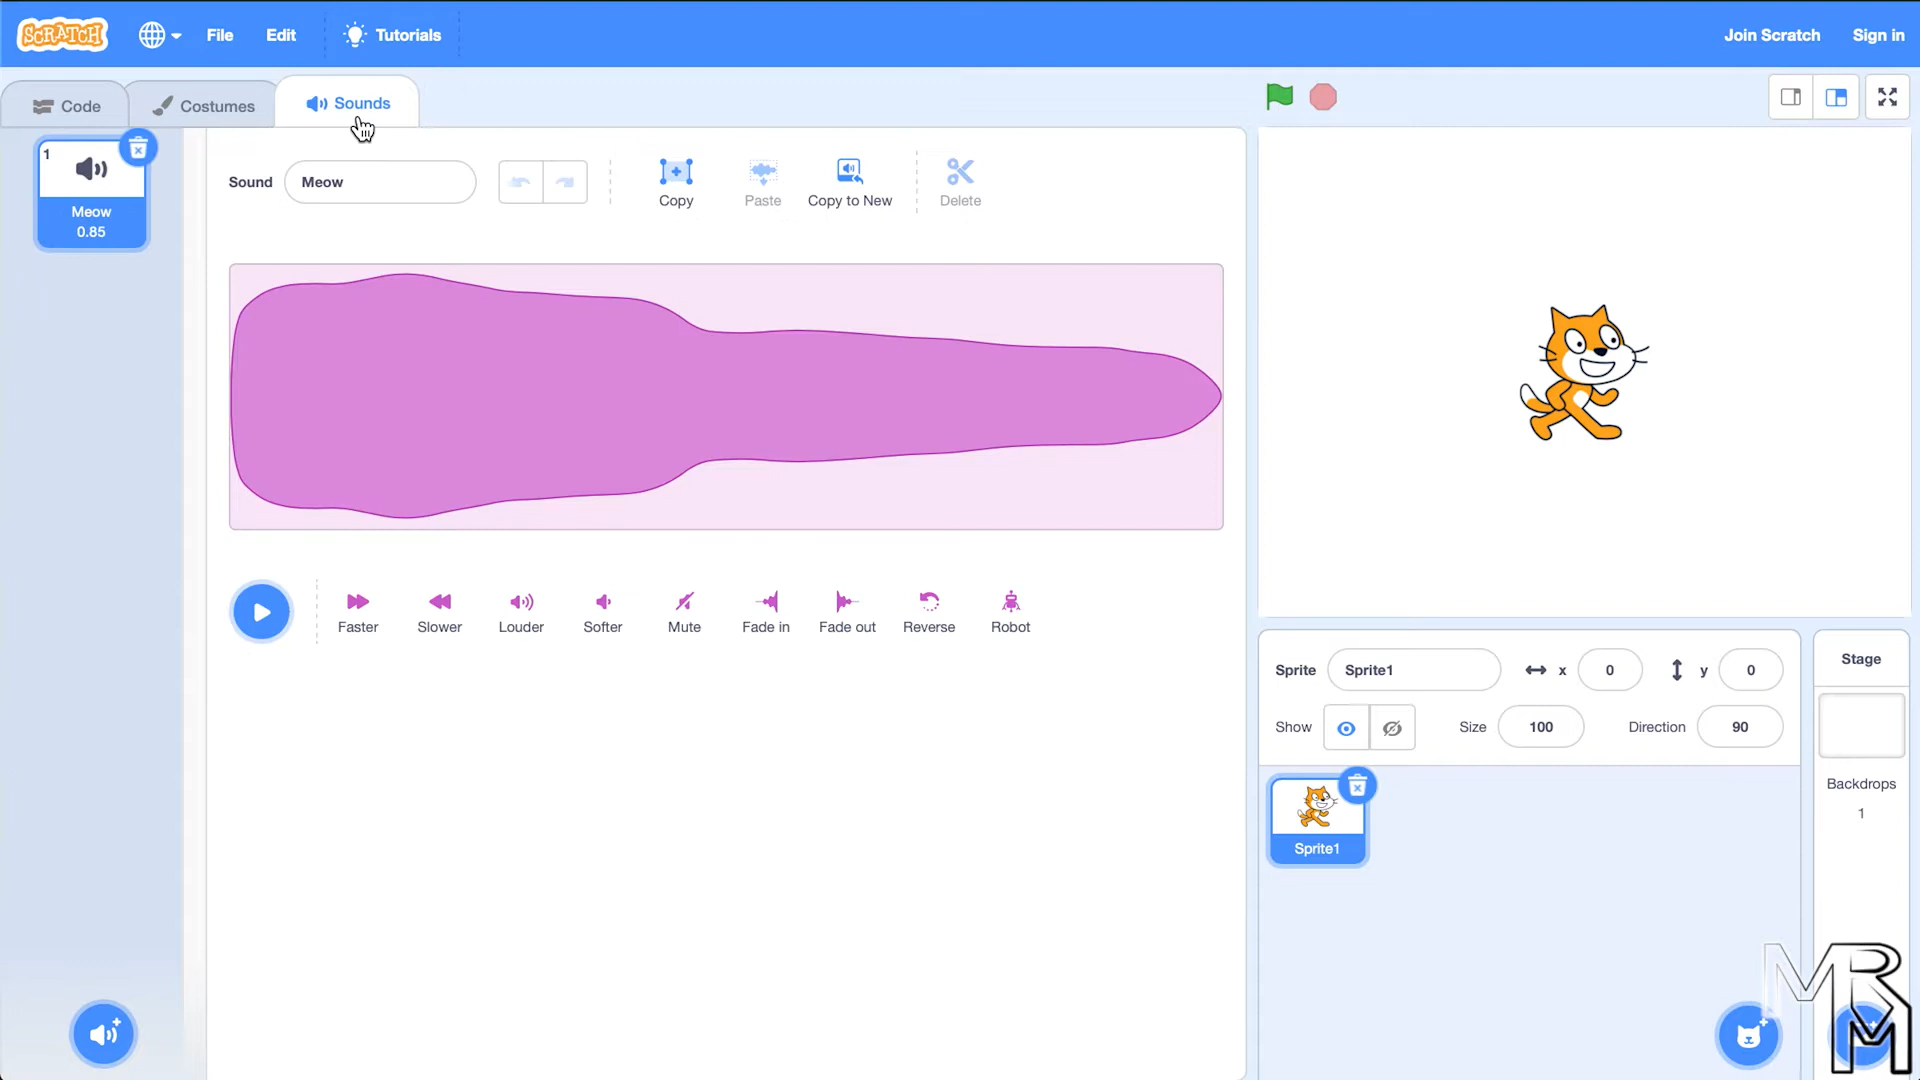 SCRATCH
File
Edit
Tutorials
Join Scratch
Sign in
Code
Costumes
Sounds
1
Meow
0.85
Sound
Meow
Copy
Paste
Copy to New
Delete
Faster
Slower
Louder
Softer
Mute
Fade in
Fade out
Reverse
Robot
Sprite
Sprite1
x
0
y
0
Show
Size
100
Direction
90
Sprite1
Stage
Backdrops
1
MRM